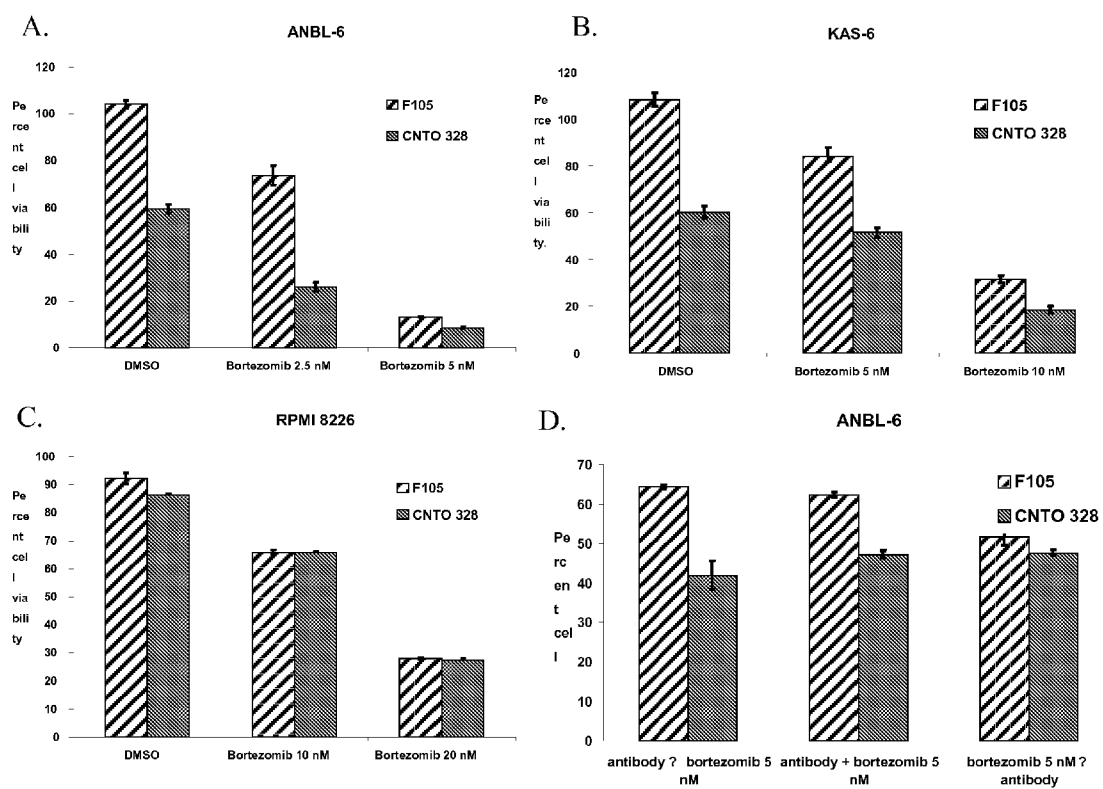 A.
ANBL-6
Pe
rce
nt
cel
l
via
bili
ty
120
100
80
60
40
20
0
F105
CNTO 328
DMSO
Bortezomib 2.5 nM
Bortezomib 5 nM
B.
KAS-6
Pe
rce
nt
cel
l
via
bili
ty.
120
100
80
60
40
20
0
F105
CNTO 328
DMSO
Bortezomib 5 nM
Bortezomib 10 nM
C.
RPMI 8226
Pe
rce
nt
cel
l
via
bili
ty
100
90
80
70
60
50
40
30
20
10
0
F105
CNTO 328
DMSO
Bortezomib 10 nM
Bortezomib 20 nM
D.
ANBL-6
Pe
rc
en
t
cel
l
70
60
50
40
30
20
10
0
F105
CNTO 328
antibody ? bortezomib 5
nM
antibody + bortezomib 5
nM
bortezomib 5 nM ?
antibody